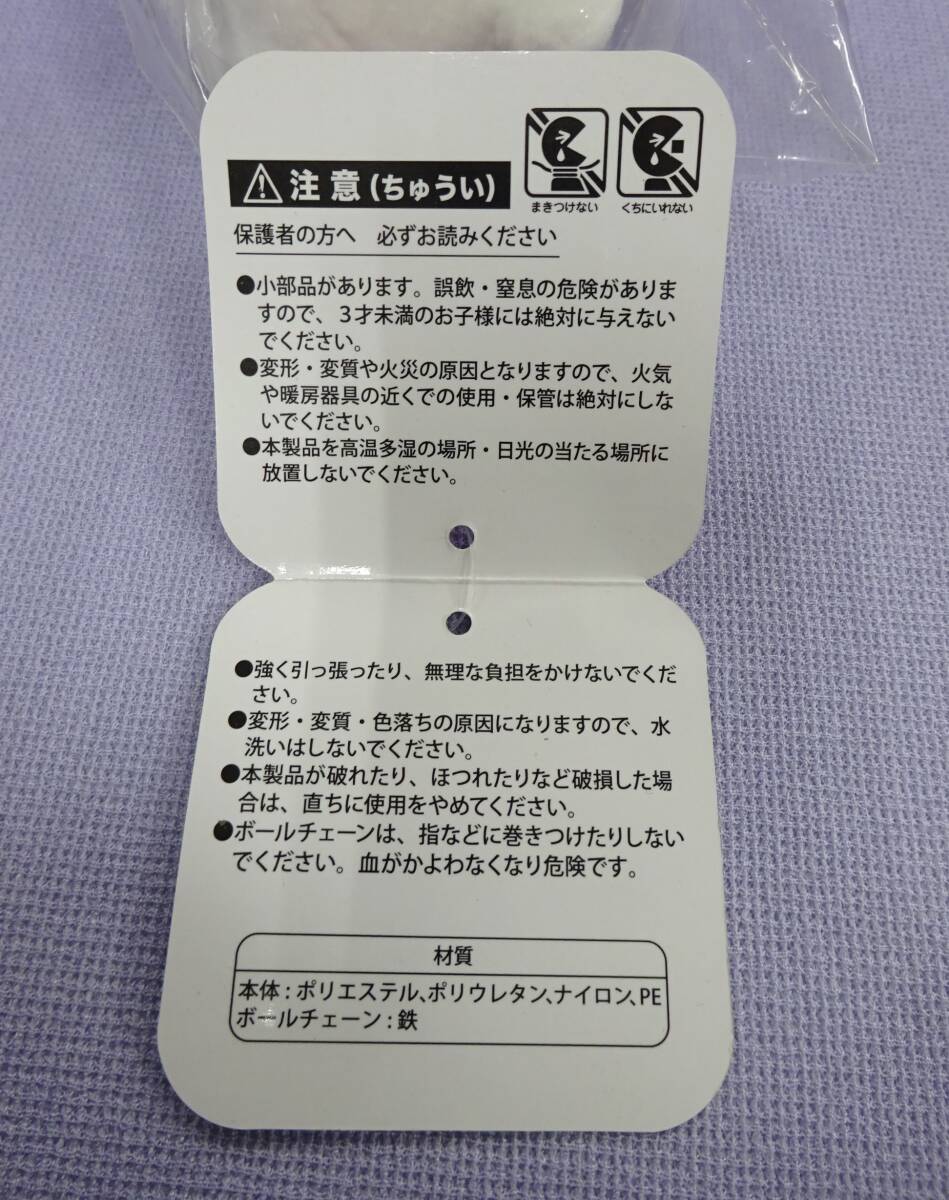 まきつけない くちにいれない
注意(ちゅうい)
保護者の方へ 必ずお読みください
●小部品があります。誤飲・窒息の危険がありま
すので、3才未満のお子様には絶対に与えない
でください。
●変形・変質や火災の原因となりますので、火気
や暖房器具の近くでの使用・保管は絶対にしな
いでください。
●本製品を高温多湿の場所・日光の当たる場所に
放置しないでください。
●強く引っ張ったり、無理な負担をかけないでくだ
さい。
●変形・変質・色落ちの原因になりますので、水
洗いはしないでください。
●本製品が破れたり、ほつれたりなど破損した場
合は、直ちに使用をやめてください。
●ボールチェーンは、指などに巻きつけたりしない
でください。血がかよわなくなり危険です。
材質
本体:ポリエステル、ポリウレタン、ナイロン、PE
ボールチェーン:鉄